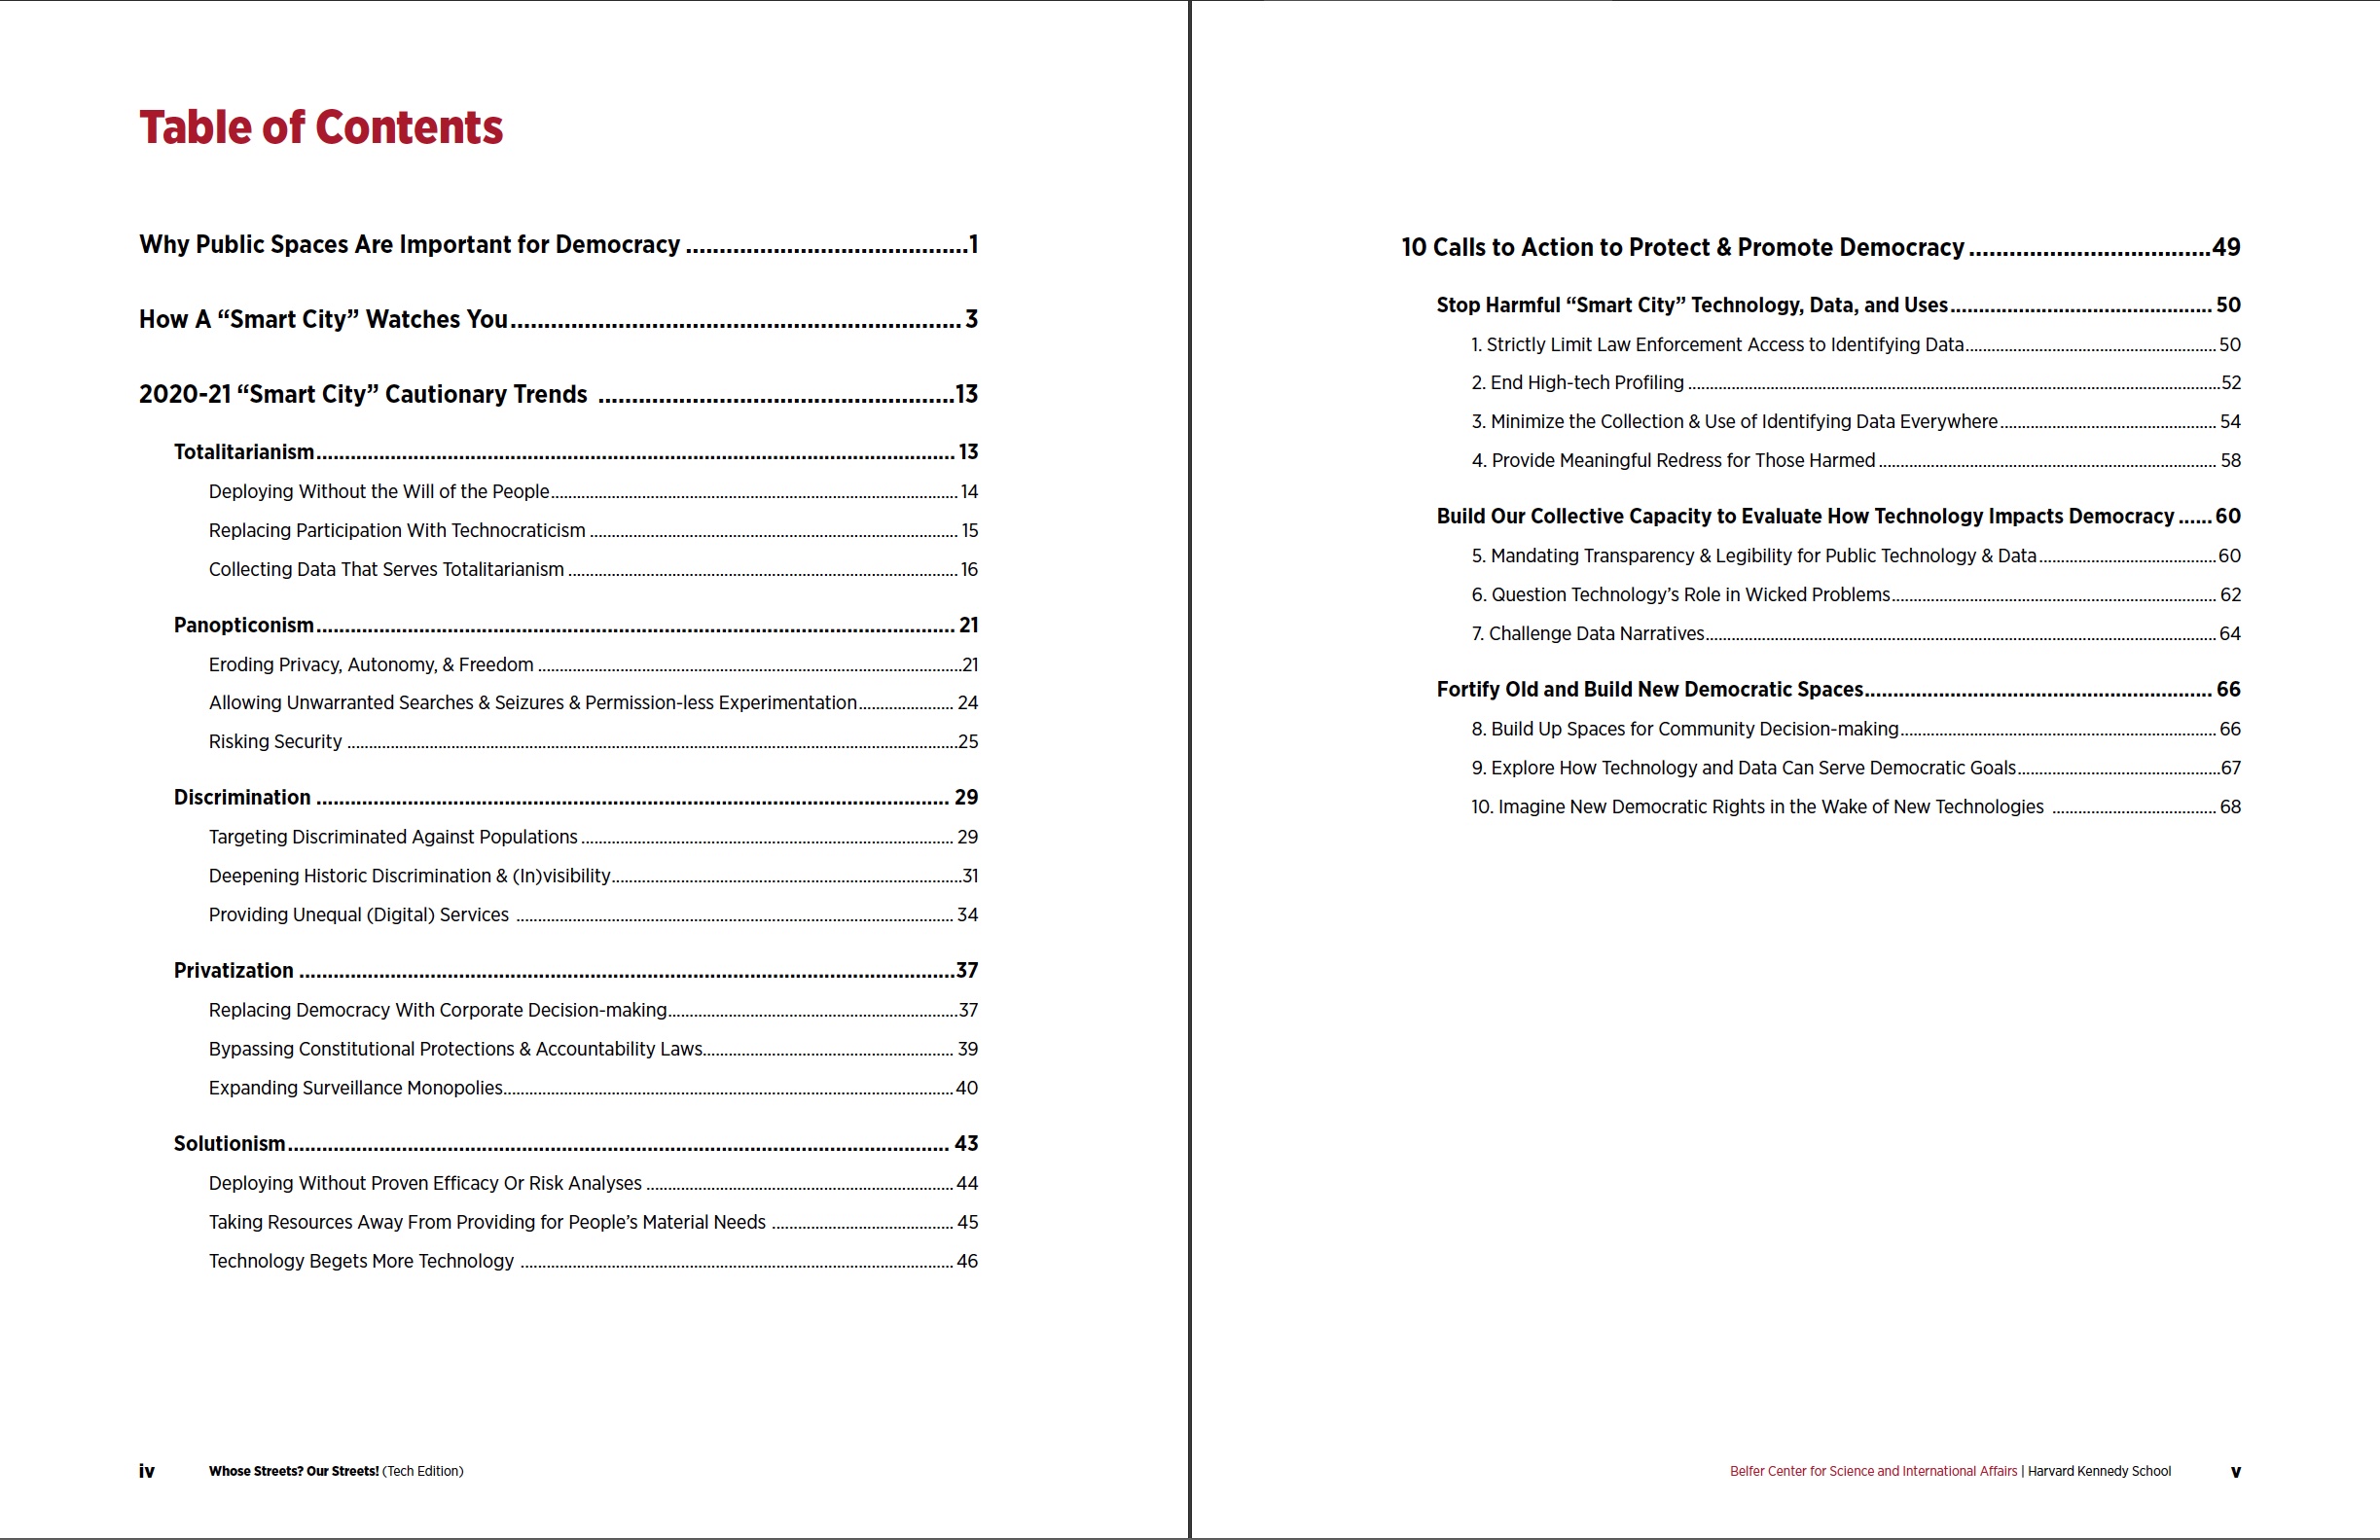 Table of Contents
Why Public Spaces Are Important for Democracy ..........................................1
How A “Smart City” Watches You................................................................... 3
2020-21 “Smart City” Cautionary Trends .....................................................13
Totalitarianism................................................................................................................ 13
Deploying Without the Will of the People.............................................................................................. 14
Replacing Participation With Technocraticism ..................................................................................... 15
Collecting Data That Serves Totalitarianism .......................................................................................... 16
Panopticonism................................................................................................................ 21
Eroding Privacy, Autonomy, & Freedom ..................................................................................................21
Allowing Unwarranted Searches & Seizures & Permission-less Experimentation...................... 24
Risking Security .............................................................................................................................................25
Discrimination ............................................................................................................... 29
Targeting Discriminated Against Populations ...................................................................................... 29
Deepening Historic Discrimination & (In)visibility.................................................................................31
Providing Unequal (Digital) Services ..................................................................................................... 34
Privatization ...................................................................................................................37
Replacing Democracy With Corporate Decision-making...................................................................37
Bypassing Constitutional Protections & Accountability Laws.......................................................... 39
Expanding Surveillance Monopolies........................................................................................................ 40
Solutionism.................................................................................................................... 43
Deploying Without Proven Efficacy Or Risk Analyses ....................................................................... 44
Taking Resources Away From Providing for People’s Material Needs .......................................... 45
Technology Begets More Technology .................................................................................................... 46
iv Whose Streets? Our Streets! (Tech Edition)
10 Calls to Action to Protect & Promote Democracy ....................................49
Stop Harmful “Smart City” Technology, Data, and Uses.............................................. 50
1. Strictly Limit Law Enforcement Access to Identifying Data.......................................................... 50
2. End High-tech Profiling ...........................................................................................................................52
3. Minimize the Collection & Use of Identifying Data Everywhere.................................................. 54
4. Provide Meaningful Redress for Those Harmed .............................................................................. 58
Build Our Collective Capacity to Evaluate How Technology Impacts Democracy ......60
5. Mandating Transparency & Legibility for Public Technology & Data.........................................60
6. Question Technology’s Role in Wicked Problems........................................................................... 62
7. Challenge Data Narratives...................................................................................................................... 64
Fortify Old and Build New Democratic Spaces............................................................. 66
8. Build Up Spaces for Community Decision-making......................................................................... 66
9. Explore How Technology and Data Can Serve Democratic Goals...............................................67
10. Imagine New Democratic Rights in the Wake of New Technologies ...................................... 68
Belfer Center for Science and International Affairs | Harvard Kennedy School v